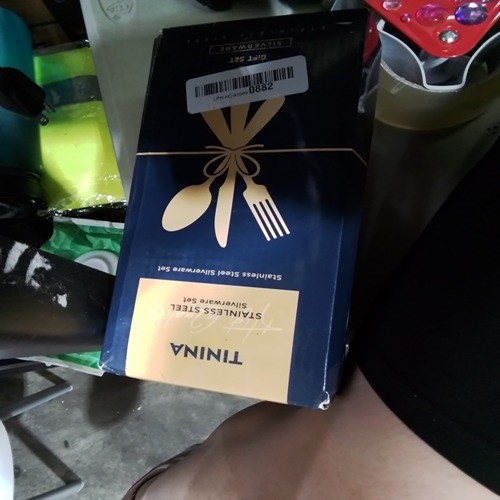 TININA
STAINLESS STEEL
Silverware Set
Stainless Steel Silverware Set
0882
GIFT SET
SILVERWARE